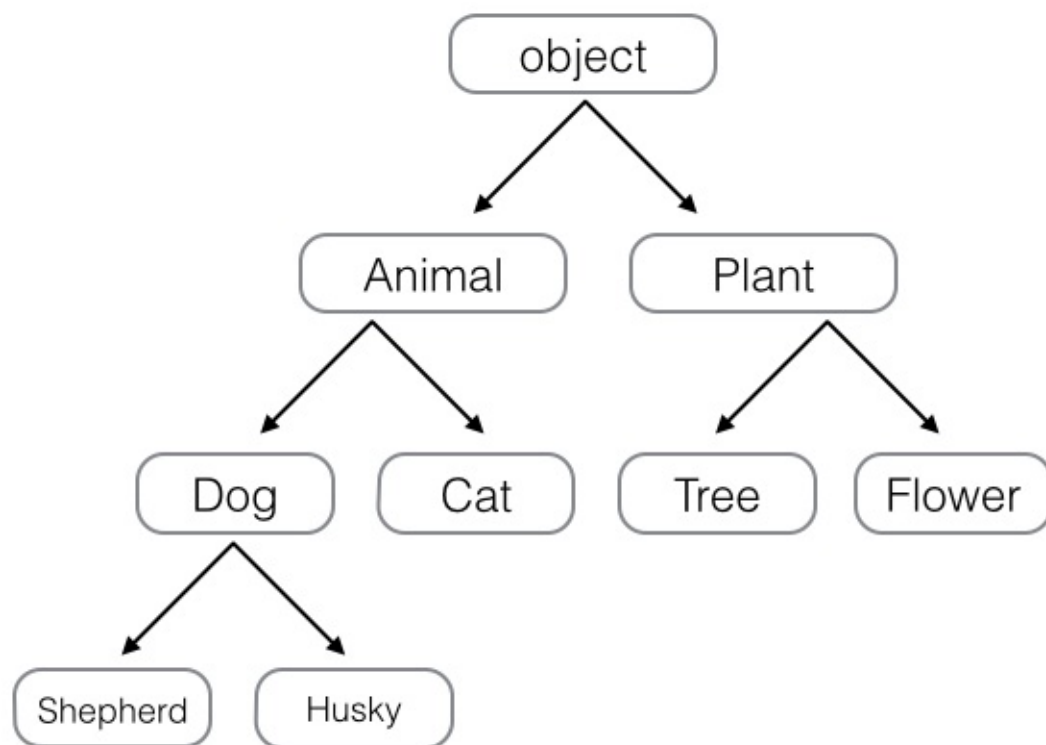 object
Animal
Plant
Dog
Cat
Tree
Flower
Shepherd
Husky